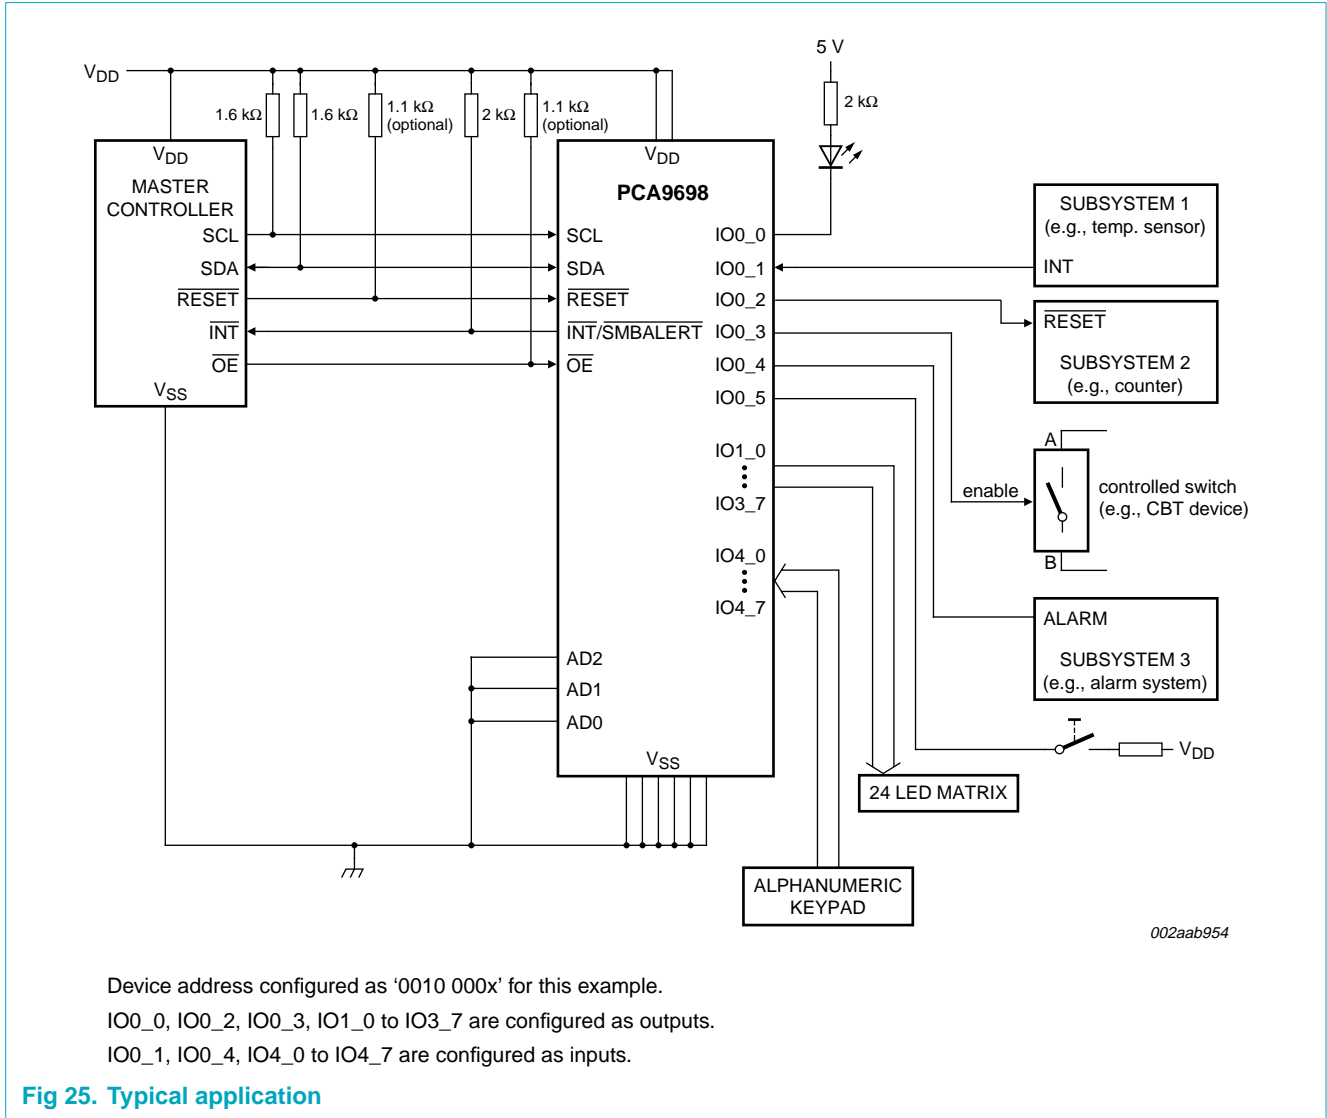 5 V
2 kΩ
VDD
1.6 kΩ
1.6 kΩ
1.1 kΩ
(optional)
2 kΩ
1.1 kΩ
(optional)
VDD
MASTER
CONTROLLER
SCL
SDA
RESET
INT
OE
VSS
VDD
PCA9698
SCL
SDA
RESET
INT/SMBALERT
OE
AD2
AD1
AD0
VSS
IO0_0
IO0_1
IO0_2
IO0_3
IO0_4
IO0_5
IO1_0
IO3_7
IO4_0
IO4_7
SUBSYSTEM 1
(e.g., temp. sensor)
INT
RESET
SUBSYSTEM 2
(e.g., counter)
A
enable
B
controlled switch
(e.g., CBT device)
ALARM
SUBSYSTEM 3
(e.g., alarm system)
VDD
24 LED MATRIX
ALPHANUMERIC
KEYPAD
002aab954
Device address configured as ‘0010 000x’ for this example.
IO0_0, IO0_2, IO0_3, IO1_0 to IO3_7 are configured as outputs.
IO0_1, IO0_4, IO4_0 to IO4_7 are configured as inputs.
Fig 25. Typical application